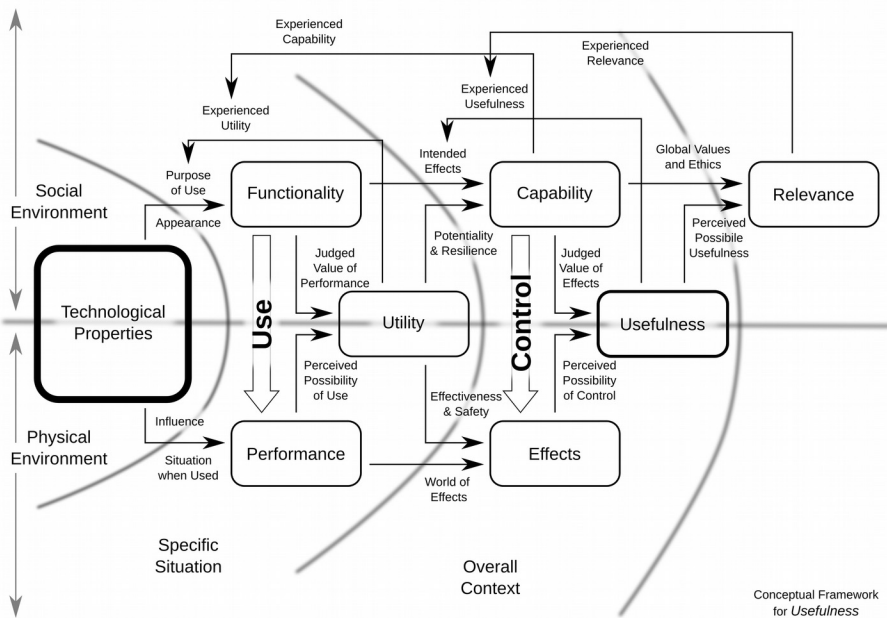 Experienced
Capability
Experienced
Relevance
Experienced
Utility
Experienced
Usefulness
Purpose
of Use
Intended
Effects
Global Values
and Ethics
Social
Environment
Functionality
Capability
Relevance
Appearance
Potentiality
& Resilience
Perceived
Possibile
Usefulness
Judged
Value of
Performance
Judged
Value of
Effects
Technological
Properties
Use
Utility
Control
Usefulness
Perceived
Possibility
of Use
Perceived
Possibility
of Control
Effectiveness
& Safety
Influence
Physical
Environment
Situation
when Used
Performance
Effects
World of
Effects
Specific
Situation
Overall
Context
Conceptual Framework
for Usefulness